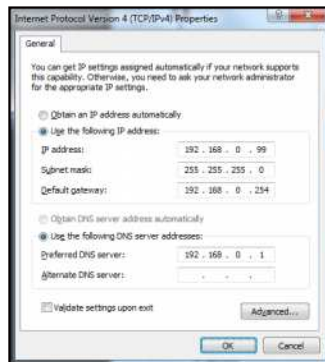 Internet Protocol Version 4 (TCP/IPv4) Properties
General
You can get IP settings assigned automatically if your network supports
this capability. Otherwise, you need to ask your network administrator
for the appropriate IP settings.
Obtain an IP address automatically
Use the following IP address:
IP address: 192 . 168 . 0 . 99
Subnet mask: 255 . 255 . 255 . 0
Default gateway: 192 . 168 . 0 . 254
Obtain DNS server address automatically
Use the following DNS server addresses:
Preferred DNS server: 192 . 168 . 0 . 1
Alternate DNS server: . . .
Validate settings upon exit
Advanced...
OK Cancel